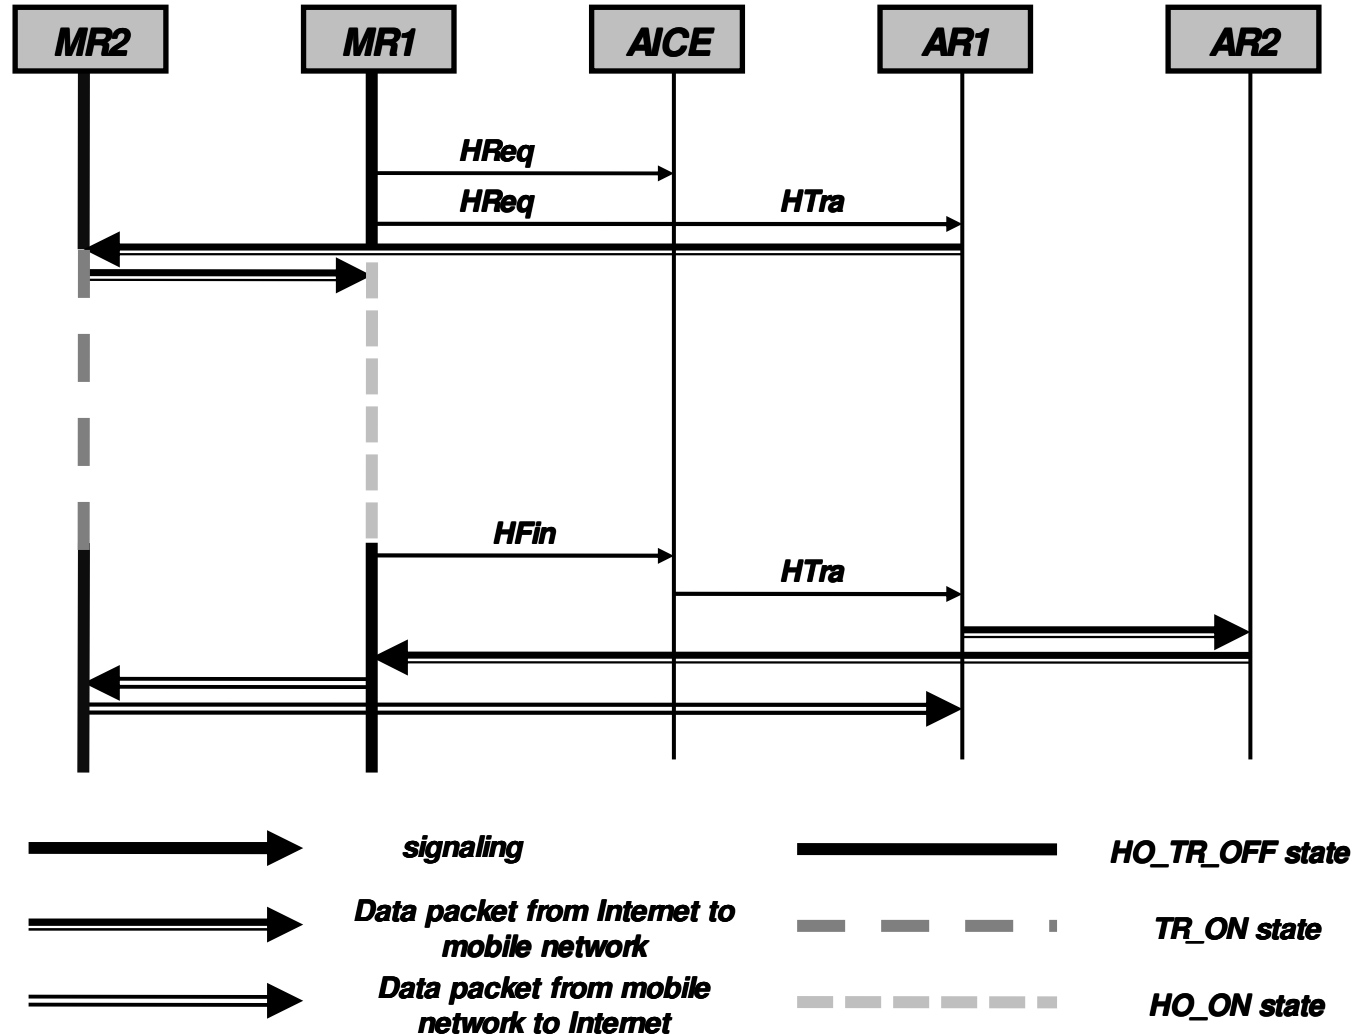 MR2
MR1
AICE
AR1
AR2
HReq
HReq
HTra
HFin
HTra
signaling
HO_TR_OFF state
Data packet from Internet to
mobile network
TR_ON state
Data packet from mobile
network to Internet
HO_ON state